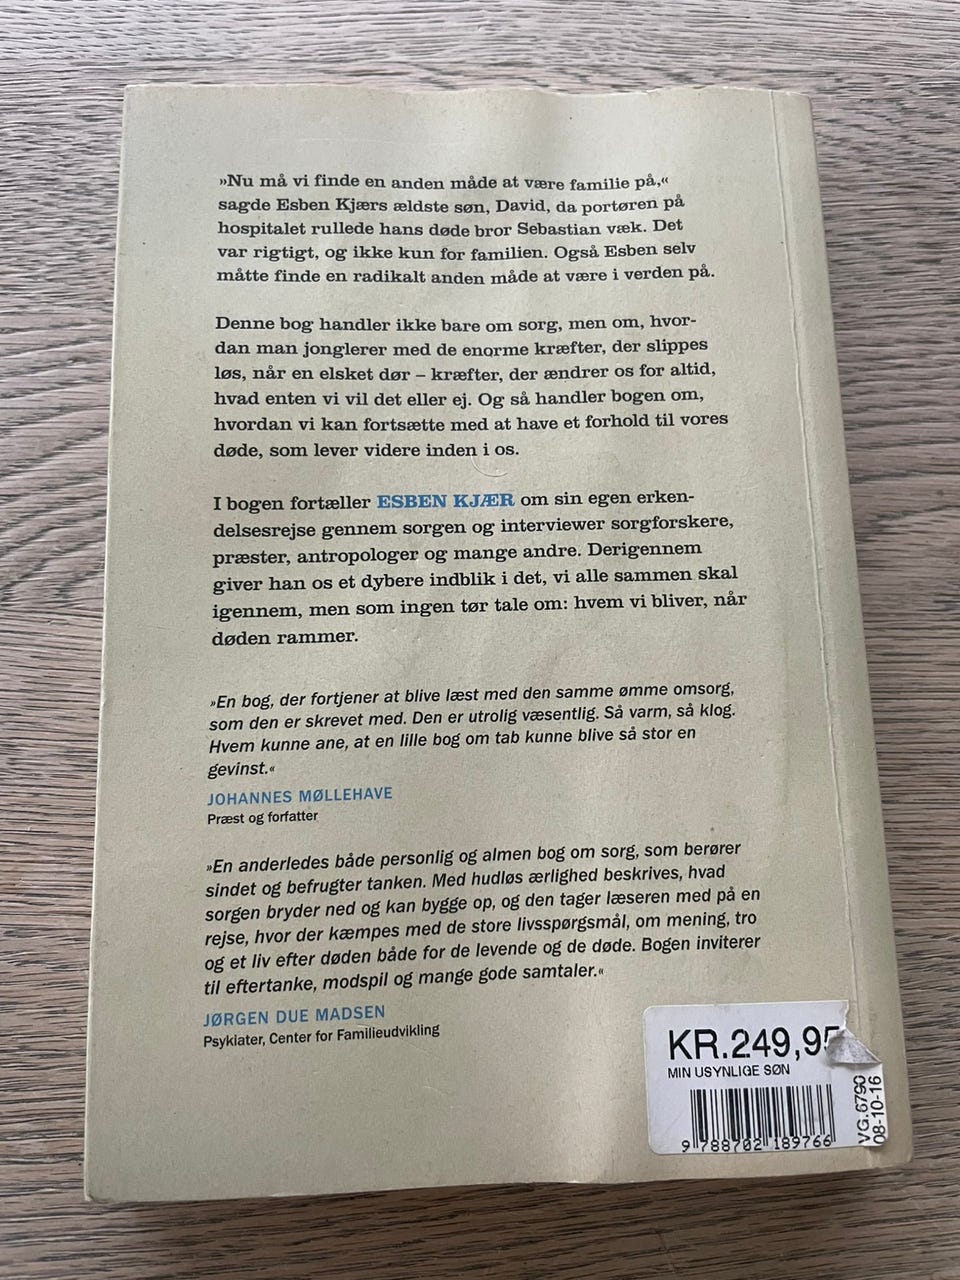 »Nu må vi finde en anden måde at være familie på,«
sagde Esben Kjærs ældste søn, David, da portøren på
hospitalet rullede hans døde bror Sebastian væk. Det
var rigtigt, og ikke kun for familien. Også Esben selv
måtte finde en radikalt anden måde at være i verden på.
Denne bog handler ikke bare om sorg, men om, hvor-
dan man jonglerer med de enorme kræfter, der slippes
løs, når en elsket dør – kræfter, der ændrer os for altid,
hvad enten vi vil det eller ej. Og så handler bogen om,
hvordan vi kan fortsætte med at have et forhold til vores
døde, som lever videre inden i os.
I bogen fortæller ESBEN KJÆR om sin egen erken-
delsesrejse gennem sorgen og interviewer sorgforskere,
præster, antropologer og mange andre. Derigennem
giver han os et dybere indblik i det, vi alle sammen skal
igennem, men som ingen tør tale om: hvem vi bliver, når
døden rammer.
»En bog, der fortjener at blive læst med den samme ømme omsorg,
som den er skrevet med. Den er utrolig væsentlig. Så varm, så klog.
Hvem kunne ane, at en lille bog om tab kunne blive så stor en
gevinst.«
JOHANNES MØLLEHAVE
Præst og forfatter
»En anderledes både personlig og almen bog om sorg, som berører
sindet og befrugter tanken. Med hudløs ærlighed beskrives, hvad
sorgen bryder ned og kan bygge op, og den tager læseren med på en
rejse, hvor der kæmpes med de store livsspørgsmål, om mening, tro
og et liv efter døden både for de levende og de døde. Bogen inviterer
til eftertanke, modspil og mange gode samtaler.«
JØRGEN DUE MADSEN
Psykiater, Center for Familieudvikling
KR.249,95
MIN USYNLIGE SØN
9 788702 189766
VG.6790
08-10-16